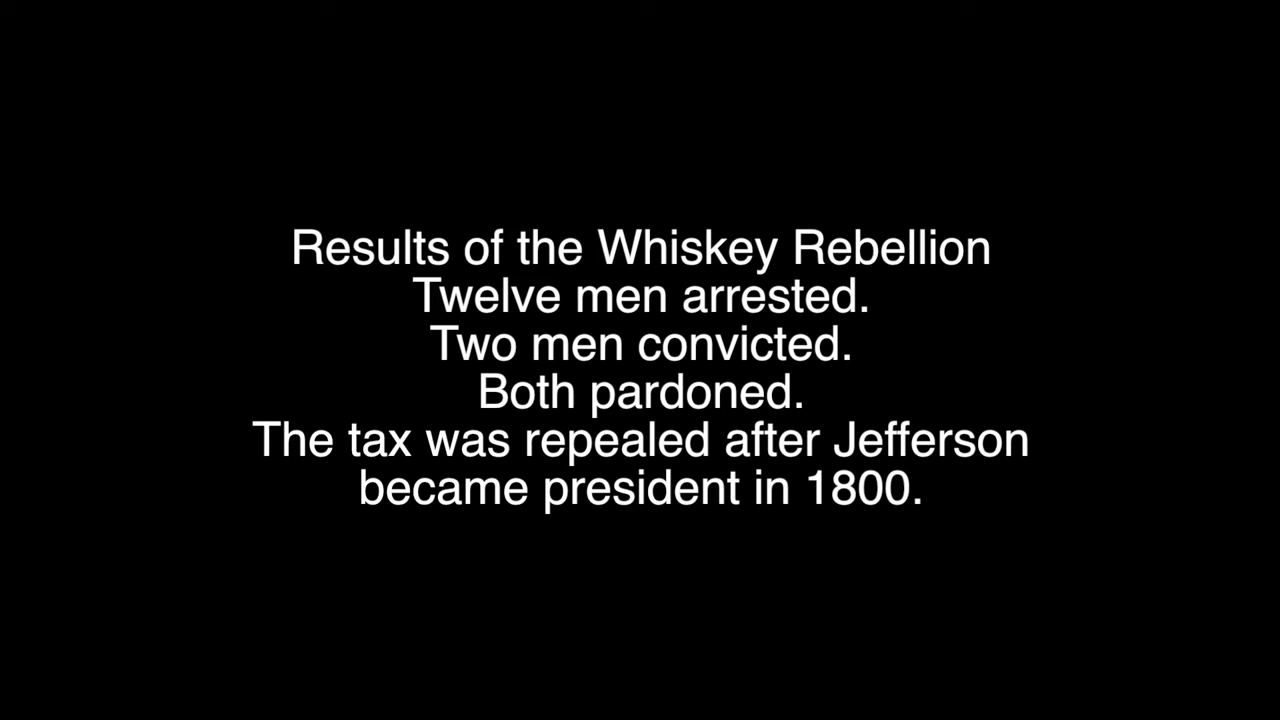 Results of the Whiskey Rebellion
Twelve men arrested.
Two men convicted.
Both pardoned.
The tax was repealed after Jefferson
became president in 1800.